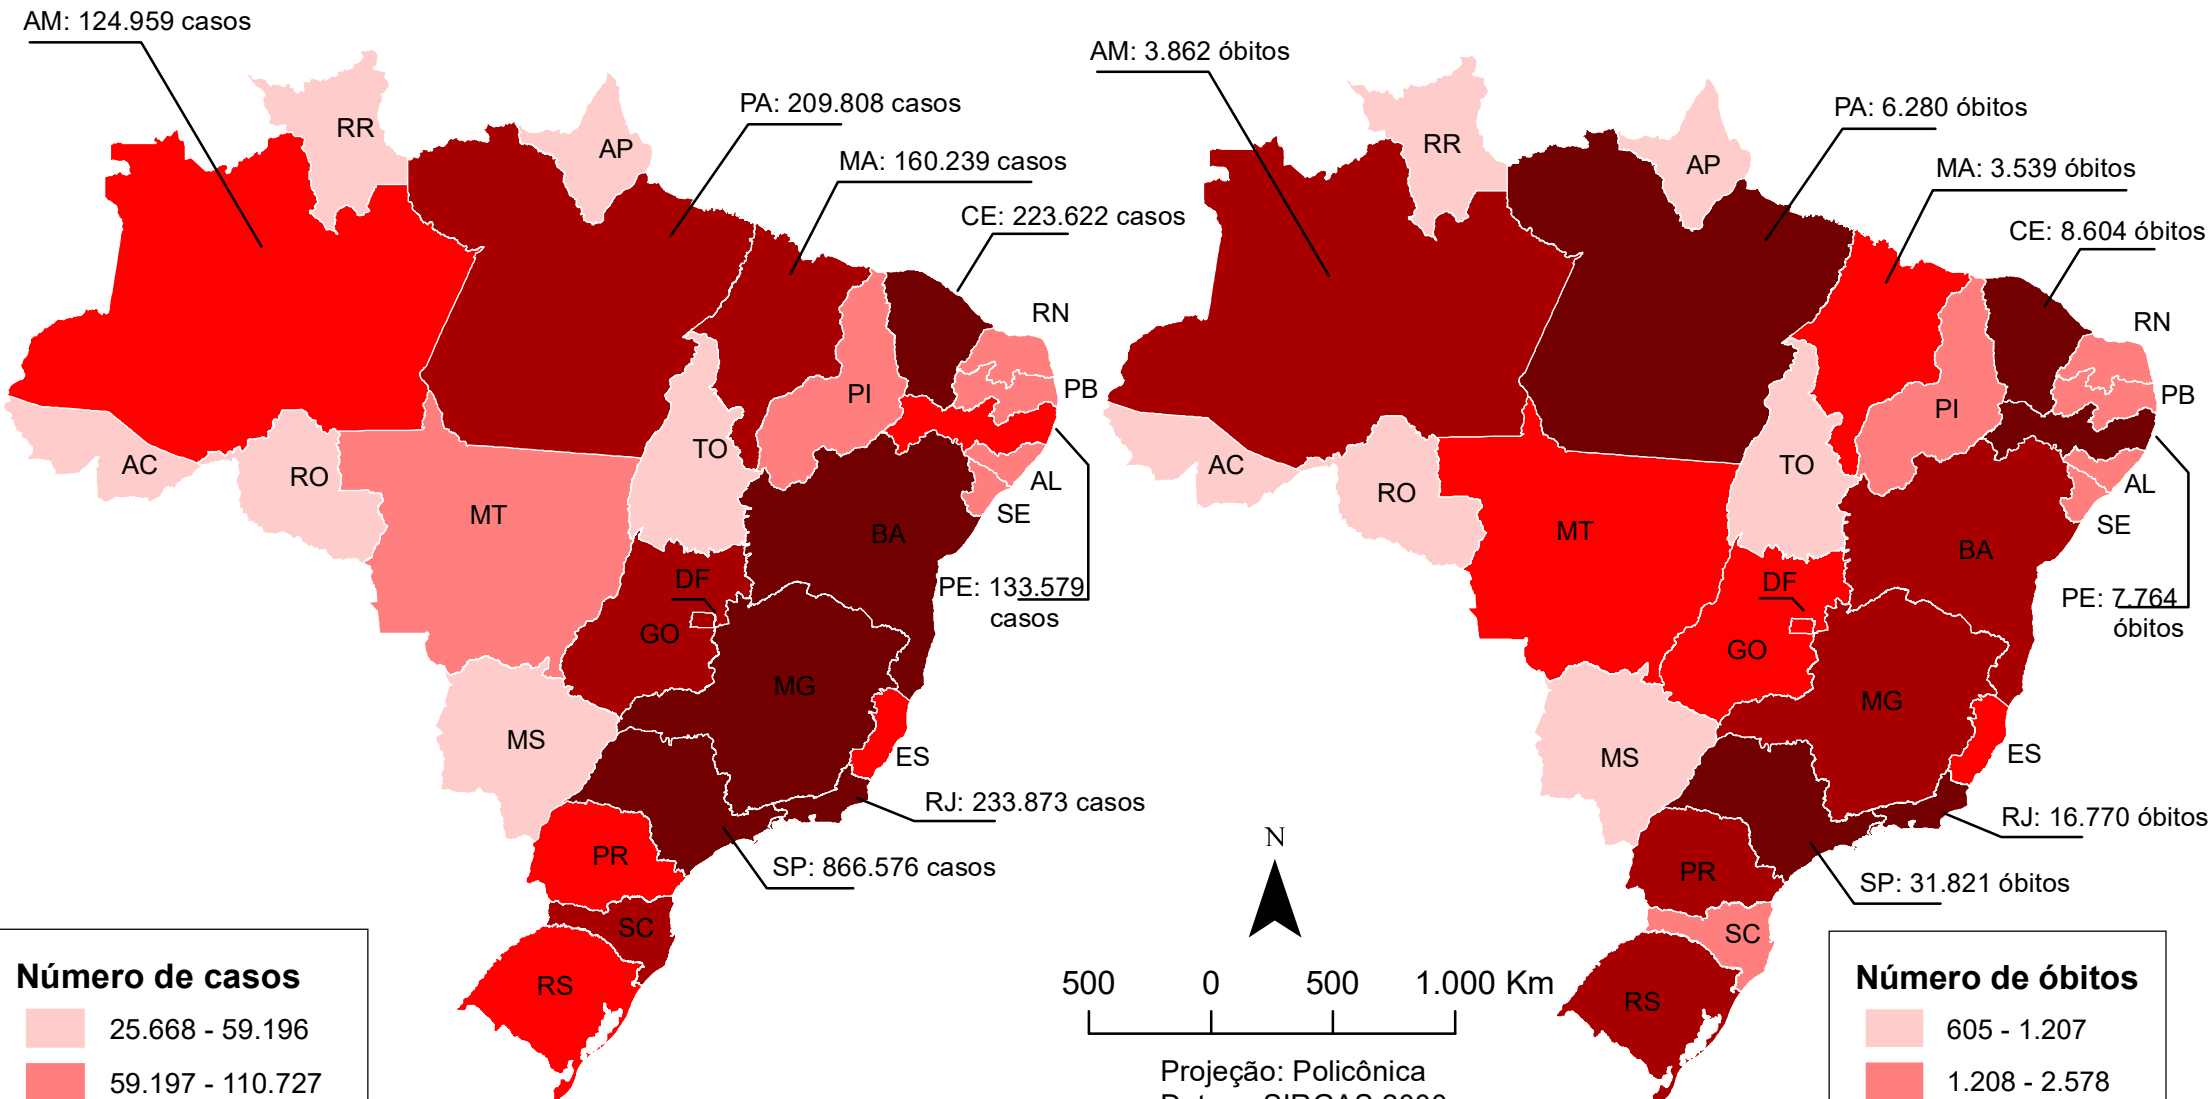 AM: 124.959 casos
RR
AP
PA: 209.808 casos
MA: 160.239 casos
CE: 223.622 casos
RN
PB
PI
AC
RO
TO
AL
SE
MT
BA
DF
PE: 133.579
casos
GO
MG
MS
ES
RJ: 233.873 casos
PR
SP: 866.576 casos
SC
RS
Número de casos
25.668 - 59.196
59.197 - 110.727
AM: 3.862 óbitos
RR
AP
PA: 6.280 óbitos
MA: 3.539 óbitos
CE: 8.604 óbitos
RN
PB
PI
AC
RO
TO
AL
SE
MT
BA
DF
PE: 7.764
óbitos
GO
MG
MS
ES
RJ: 16.770 óbitos
PR
SP: 31.821 óbitos
SC
RS
N
500 0 500 1.000 Km
Projeção: Policônica
Número de óbitos
605 - 1.207
1.208 - 2.578